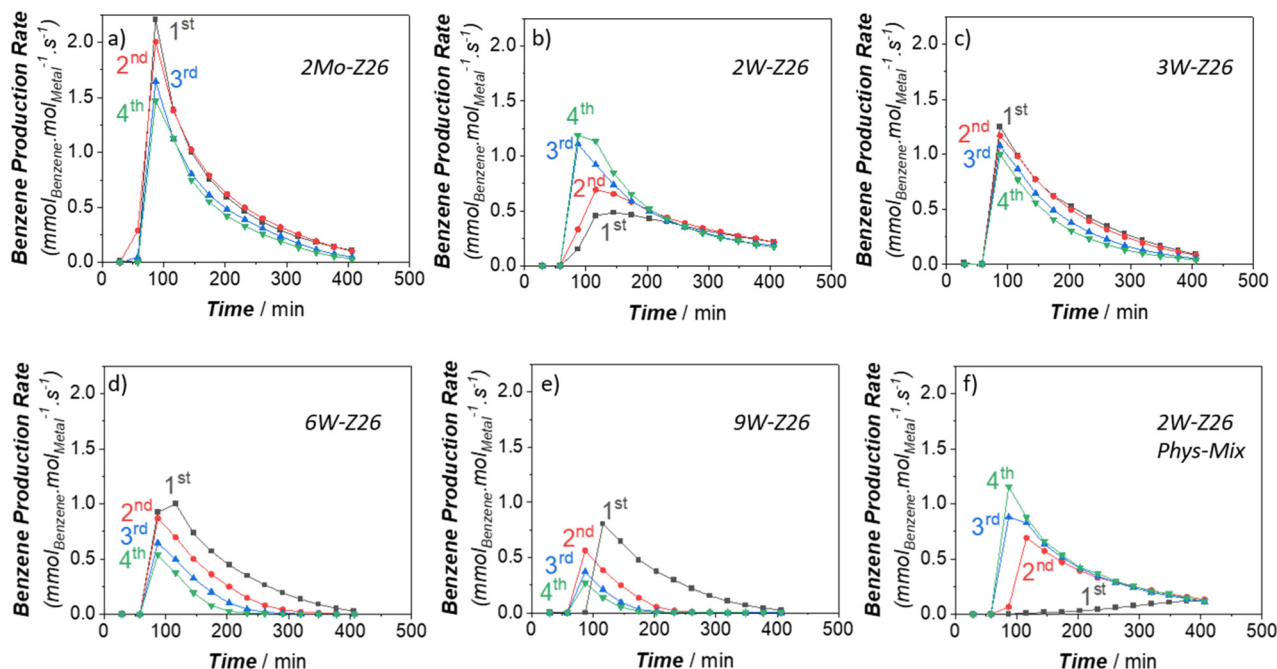 a)
2Mo-Z26
1st
2nd
3rd
4th
Benzene Production Rate
(mmolBenzene.molMetal-1.s-1)
2.0
1.5
1.0
0.5
0.0
0 100 200 300 400 500
Time / min
b)
2W-Z26
4th
3rd
2nd
1st
Benzene Production Rate
(mmolBenzene.molMetal-1.s-1)
2.0
1.5
1.0
0.5
0.0
0 100 200 300 400 500
Time / min
c)
3W-Z26
1st
2nd
3rd
4th
Benzene Production Rate
(mmolBenzene.molMetal-1.s-1)
2.0
1.5
1.0
0.5
0.0
0 100 200 300 400 500
Time / min
d)
6W-Z26
1st
2nd
3rd
4th
Benzene Production Rate
(mmolBenzene.molMetal-1.s-1)
2.0
1.5
1.0
0.5
0.0
0 100 200 300 400 500
Time / min
e)
9W-Z26
1st
2nd
3rd
4th
Benzene Production Rate
(mmolBenzene.molMetal-1.s-1)
2.0
1.5
1.0
0.5
0.0
0 100 200 300 400 500
Time / min
f)
2W-Z26
Phys-Mix
4th
3rd
2nd
1st
Benzene Production Rate
(mmolBenzene.molMetal-1.s-1)
2.0
1.5
1.0
0.5
0.0
0 100 200 300 400 500
Time / min